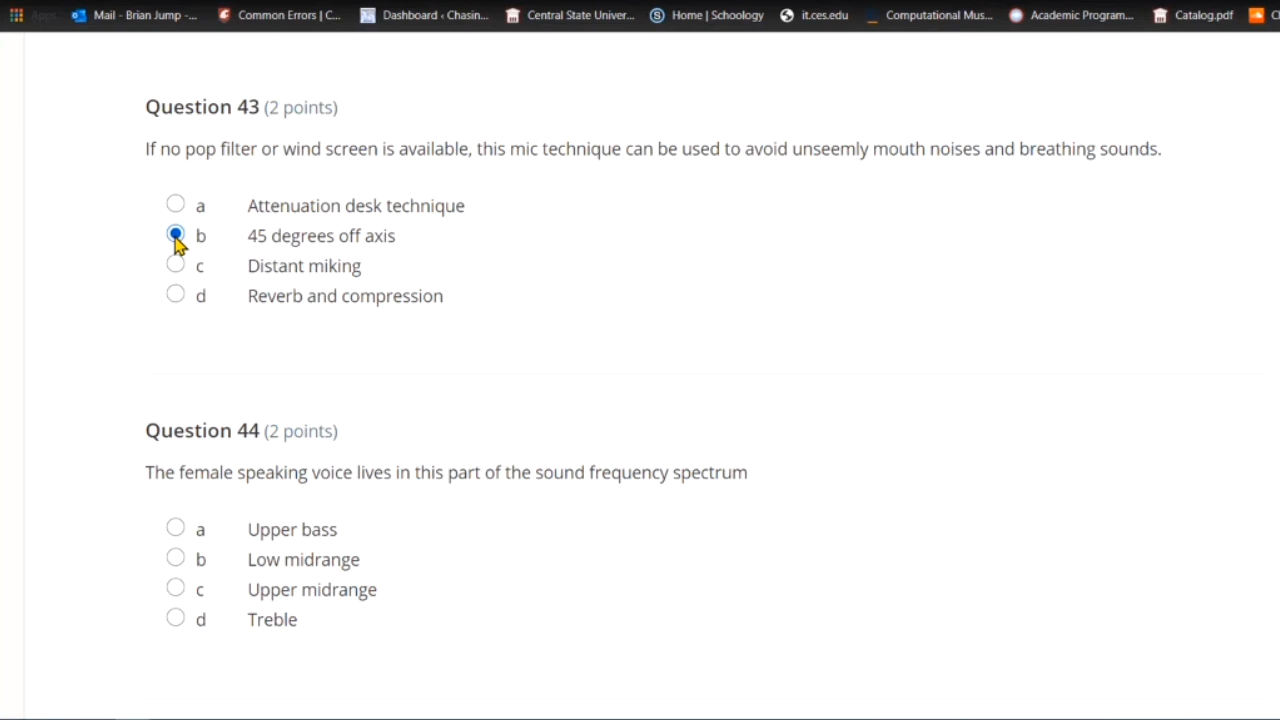 Apps Mail - Brian Jump -... Common Errors | C... Dashboard ‹ Chasin... Central State Univer... Home | Schoology it.ces.edu Computational Mus... Academic Program... Catalog.pdf
Question 43 (2 points)
If no pop filter or wind screen is available, this mic technique can be used to avoid unseemly mouth noises and breathing sounds.
a Attenuation desk technique
b 45 degrees off axis
c Distant miking
d Reverb and compression
Question 44 (2 points)
The female speaking voice lives in this part of the sound frequency spectrum
a Upper bass
b Low midrange
c Upper midrange
d Treble